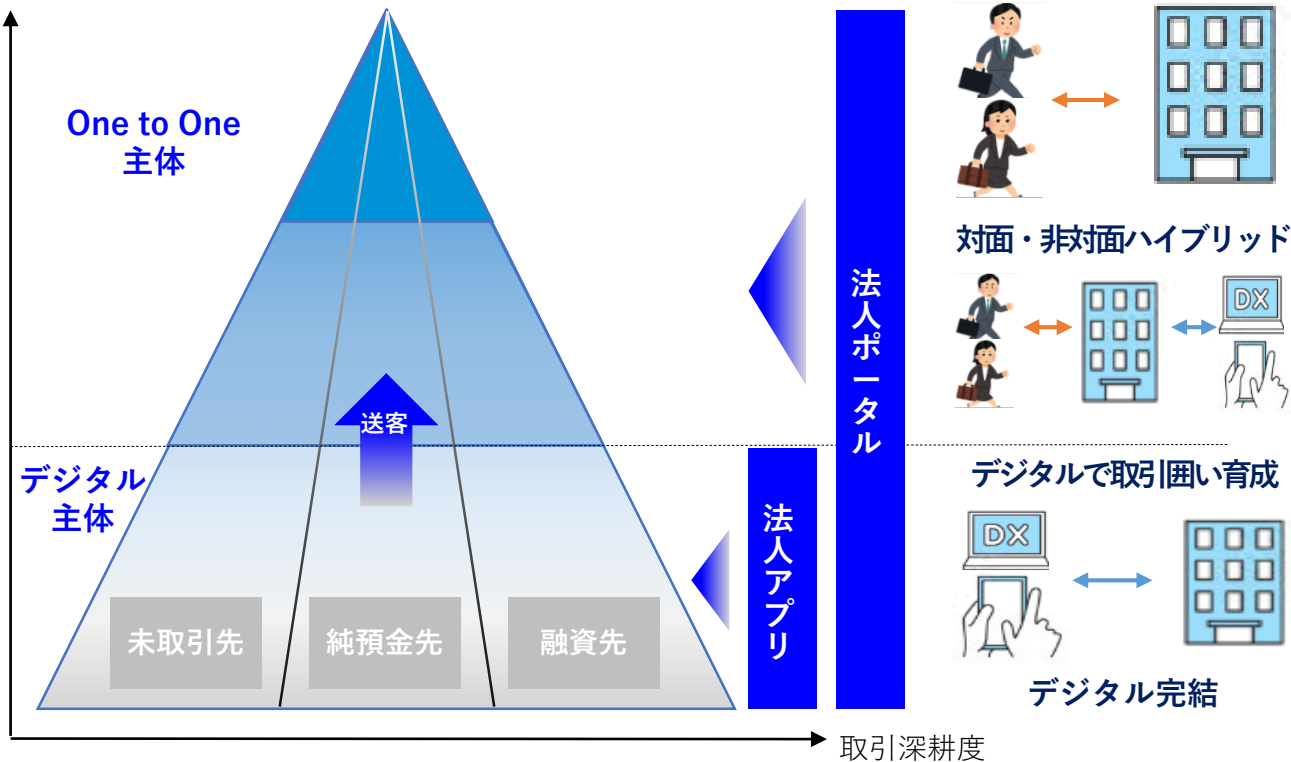 One to One
主体
デジタル
主体
送客
未取引先
純預金先
融資先
法人アプリ
法人ポータル
対面・非対面ハイブリッド
DX
デジタルで取引囲い育成
DX
デジタル完結
取引深耕度